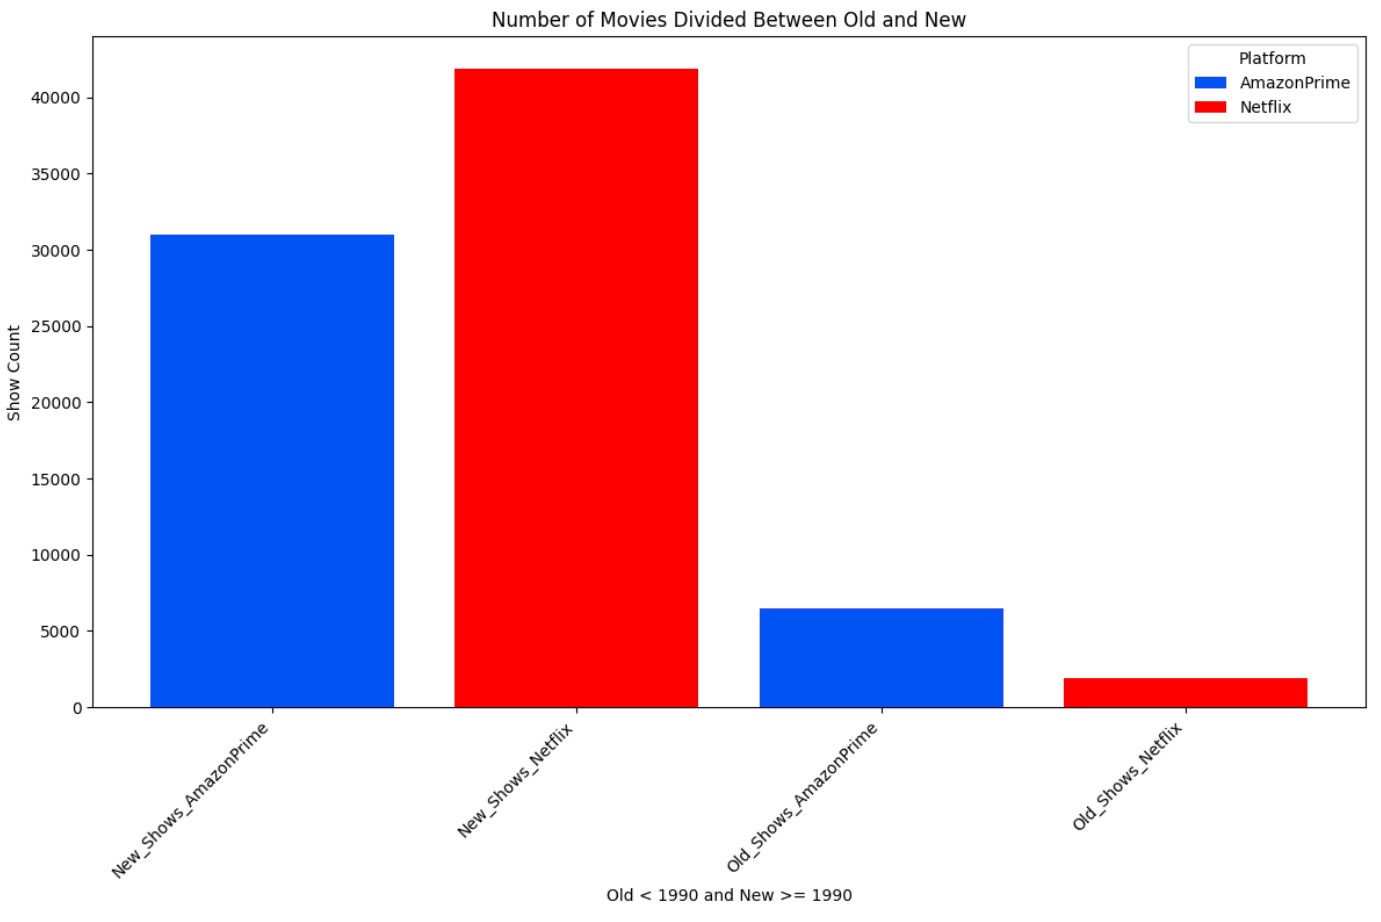 Number of Movies Divided Between Old and New
Platform
AmazonPrime
Netflix
Show Count
40000
35000
30000
25000
20000
15000
10000
5000
0
New_Shows_AmazonPrime
New_Shows_Netflix
Old_Shows_AmazonPrime
Old_Shows_Netflix
Old < 1990 and New >= 1990